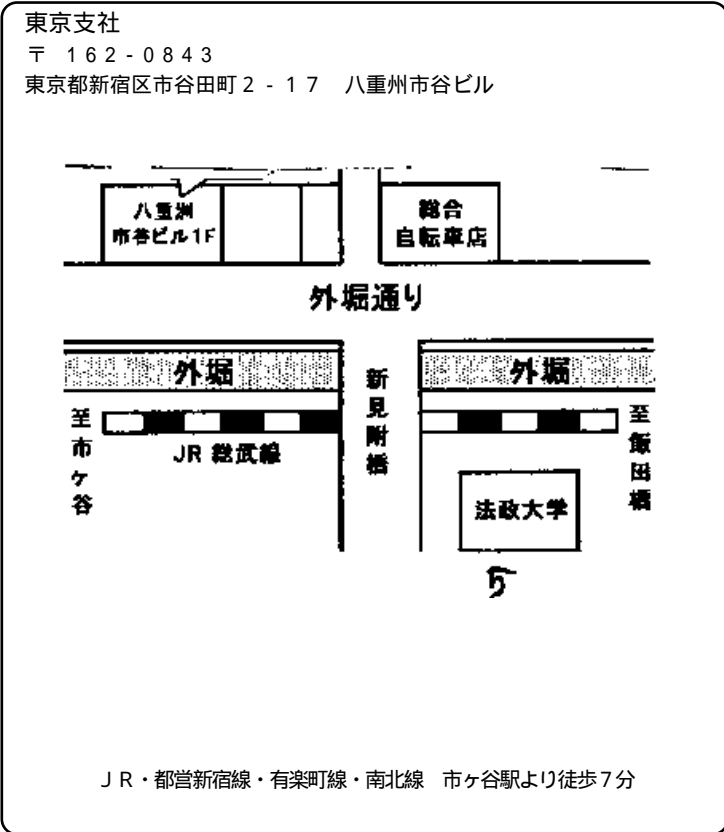 東京支社
〒 162-0843
東京都新宿区市谷田町2-17 八重州市谷ビル
八重洲
市谷ビル1F
総合
自転車店
外堀通り
外堀
外堀
新見附橋
至市ヶ谷
JR 総武線
至飯田橋
法政大学
JR・都営新宿線・有楽町線・南北線 市ヶ谷駅より徒歩7分